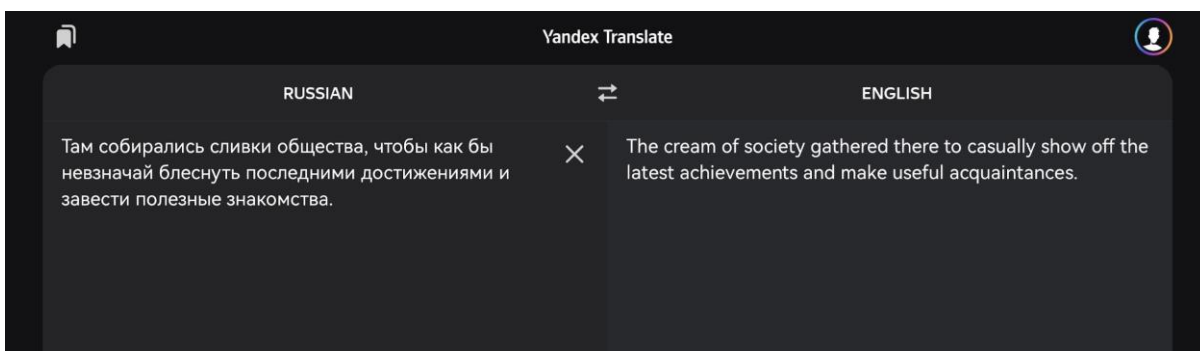 Yandex Translate
RUSSIAN
ENGLISH
Там собирались сливки общества, чтобы как бы
невзначай блеснуть последними достижениями и
завести полезные знакомства.
The cream of society gathered there to casually show off the
latest achievements and make useful acquaintances.